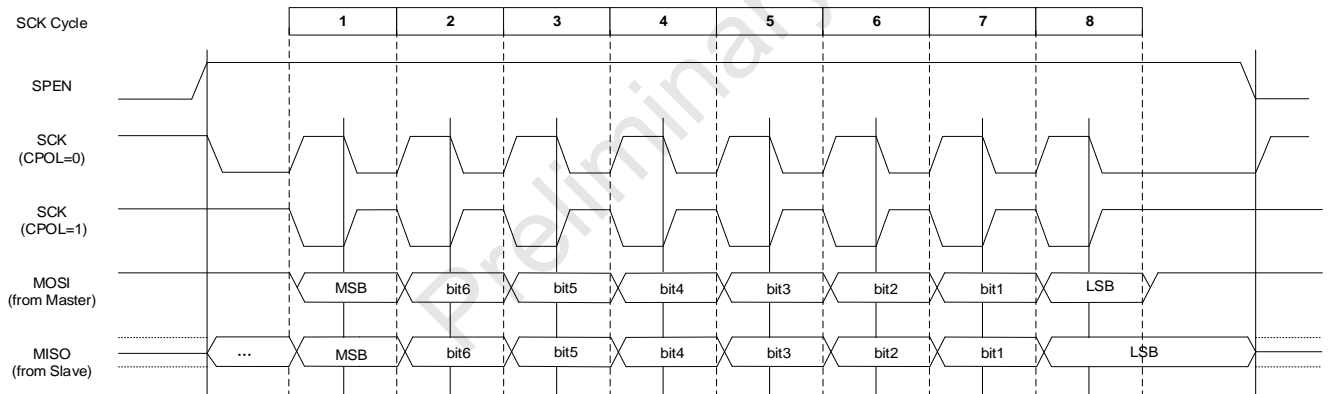 SCK Cycle 1 2 3 4 5 6 7 8
SPEN
SCK
(CPOL=0)
SCK
(CPOL=1)
MOSI
(from Master)
MSB bit6 bit5 bit4 bit3 bit2 bit1 LSB
MISO
(from Slave)
... MSB bit6 bit5 bit4 bit3 bit2 bit1 LSB
Preliminary